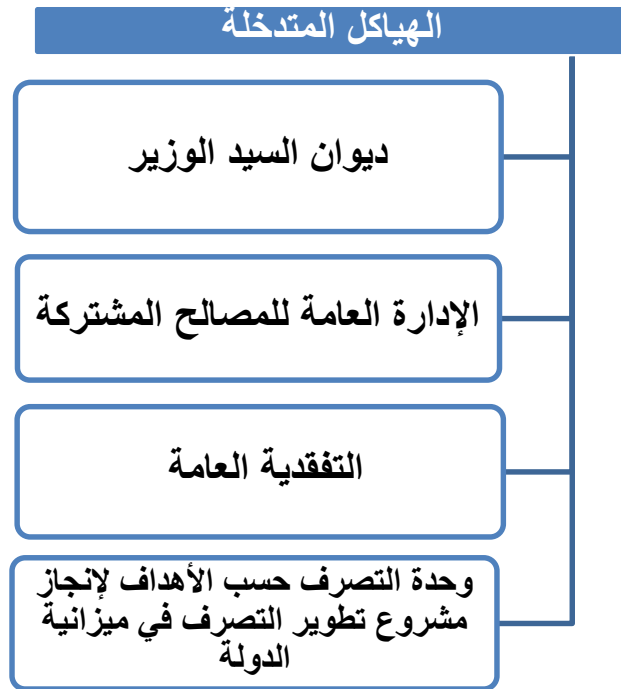 الهياكل المتدخلة
ديوان السيد الوزير
الإدارة العامة للمصالح المشتركة
التفقدية العامة
وحدة التصرف حسب الأهداف لإنجاز
مشروع تطوير التصرف في ميزانية
الدولة